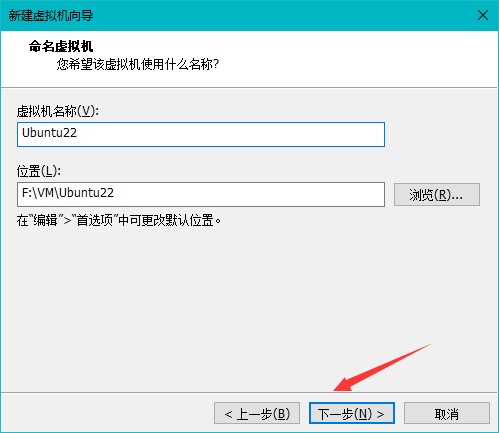 新建虚拟机向导
命名虚拟机
您希望该虚拟机使用什么名称?
虚拟机名称(V):
Ubuntu22
位置(L):
F:\VM\Ubuntu22
浏览(R)...
在“编辑”>“首选项”中可更改默认位置。
< 上一步(B) 下一步(N) > 取消